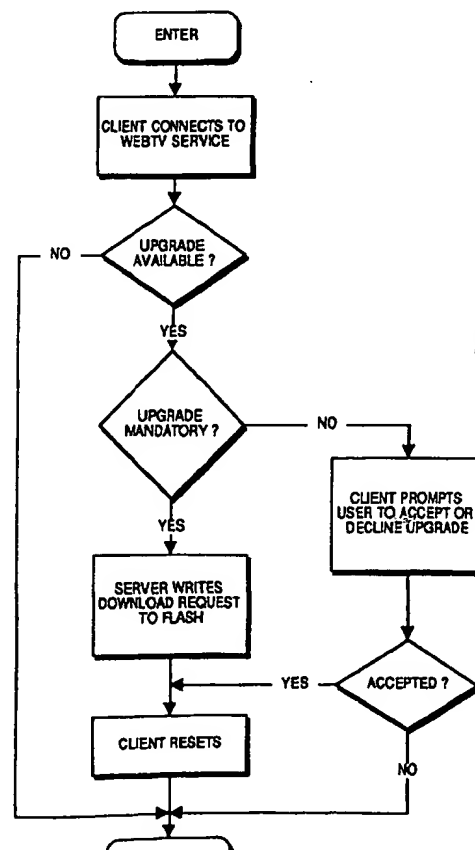 ENTER
CLIENT CONNECTS TO
WEBTV SERVICE
UPGRADE
AVAILABLE ?
NO
YES
UPGRADE
MANDATORY ?
NO
YES
CLIENT PROMPTS
USER TO ACCEPT OR
DECLINE UPGRADE
SERVER WRITES
DOWNLOAD REQUEST
TO FLASH
YES
ACCEPTED ?
CLIENT RESETS
NO